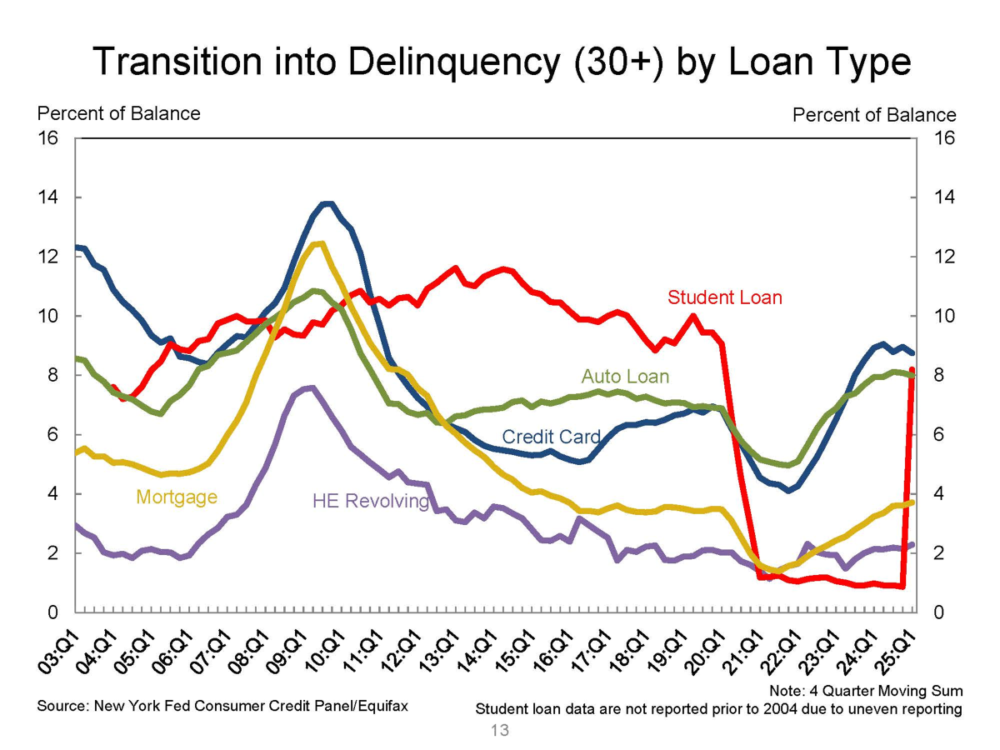 Transition into Delinquency (30+) by Loan Type
Percent of Balance
Percent of Balance
16
16
14
14
12
12
10
10
8
8
6
6
4
4
2
2
0
0
Student Loan
Auto Loan
Credit Card
Mortgage
HE Revolving
03:Q1
04:Q1
05:Q1
06:Q1
07:Q1
08:Q1
09:Q1
10:Q1
11:Q1
12:Q1
13:Q1
14:Q1
15:Q1
16:Q1
17:Q1
18:Q1
19:Q1
20:Q1
21:Q1
22:Q1
23:Q1
24:Q1
25:Q1
Note: 4 Quarter Moving Sum
Source: New York Fed Consumer Credit Panel/Equifax
Student loan data are not reported prior to 2004 due to uneven reporting
13